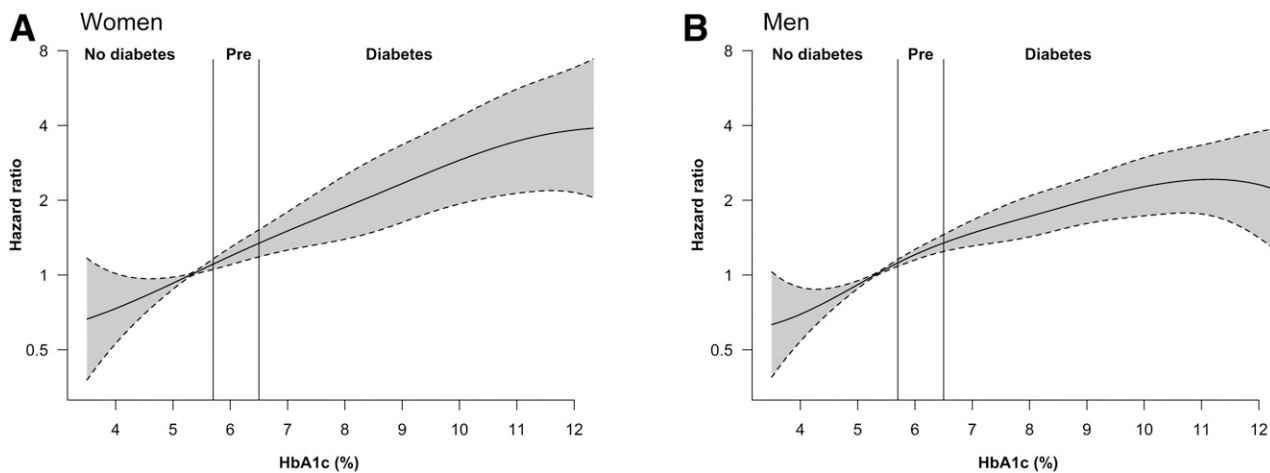 A Women
No diabetes Pre Diabetes
8
4
2
1
0.5
Hazard ratio
4 5 6 7 8 9 10 11 12
HbA1c (%)
B Men
No diabetes Pre Diabetes
8
4
2
1
0.5
Hazard ratio
4 5 6 7 8 9 10 11 12
HbA1c (%)